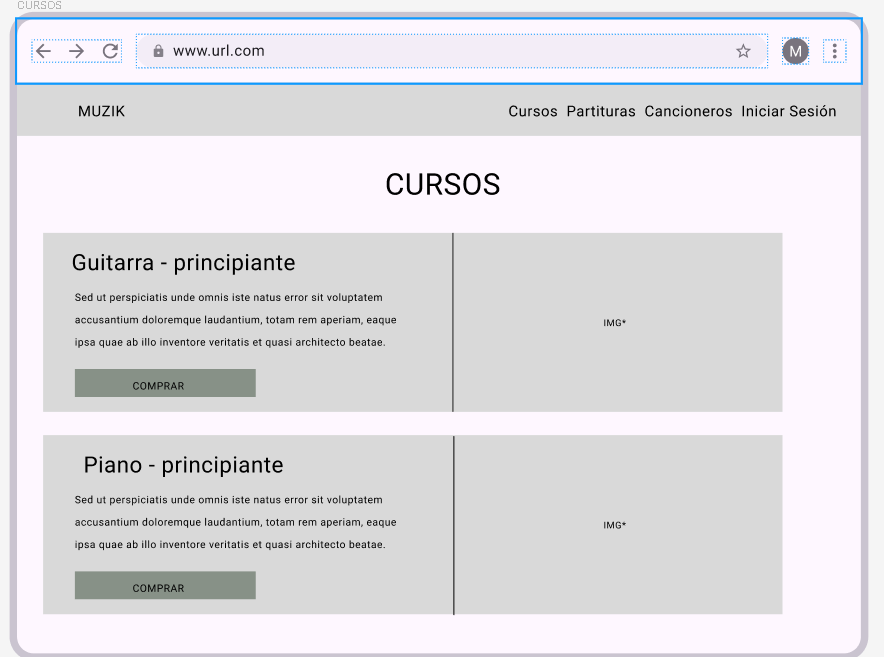 CURSOS
www.url.com
M
MUZIK
Cursos Partituras Cancioneros Iniciar Sesión
CURSOS
Guitarra - principiante
Sed ut perspiciatis unde omnis iste natus error sit voluptatem
accusantium doloremque laudantium, totam rem aperiam, eaque
ipsa quae ab illo inventore veritatis et quasi architecto beatae.
COMPRAR
IMG*
Piano - principiante
Sed ut perspiciatis unde omnis iste natus error sit voluptatem
accusantium doloremque laudantium, totam rem aperiam, eaque
ipsa quae ab illo inventore veritatis et quasi architecto beatae.
COMPRAR
IMG*